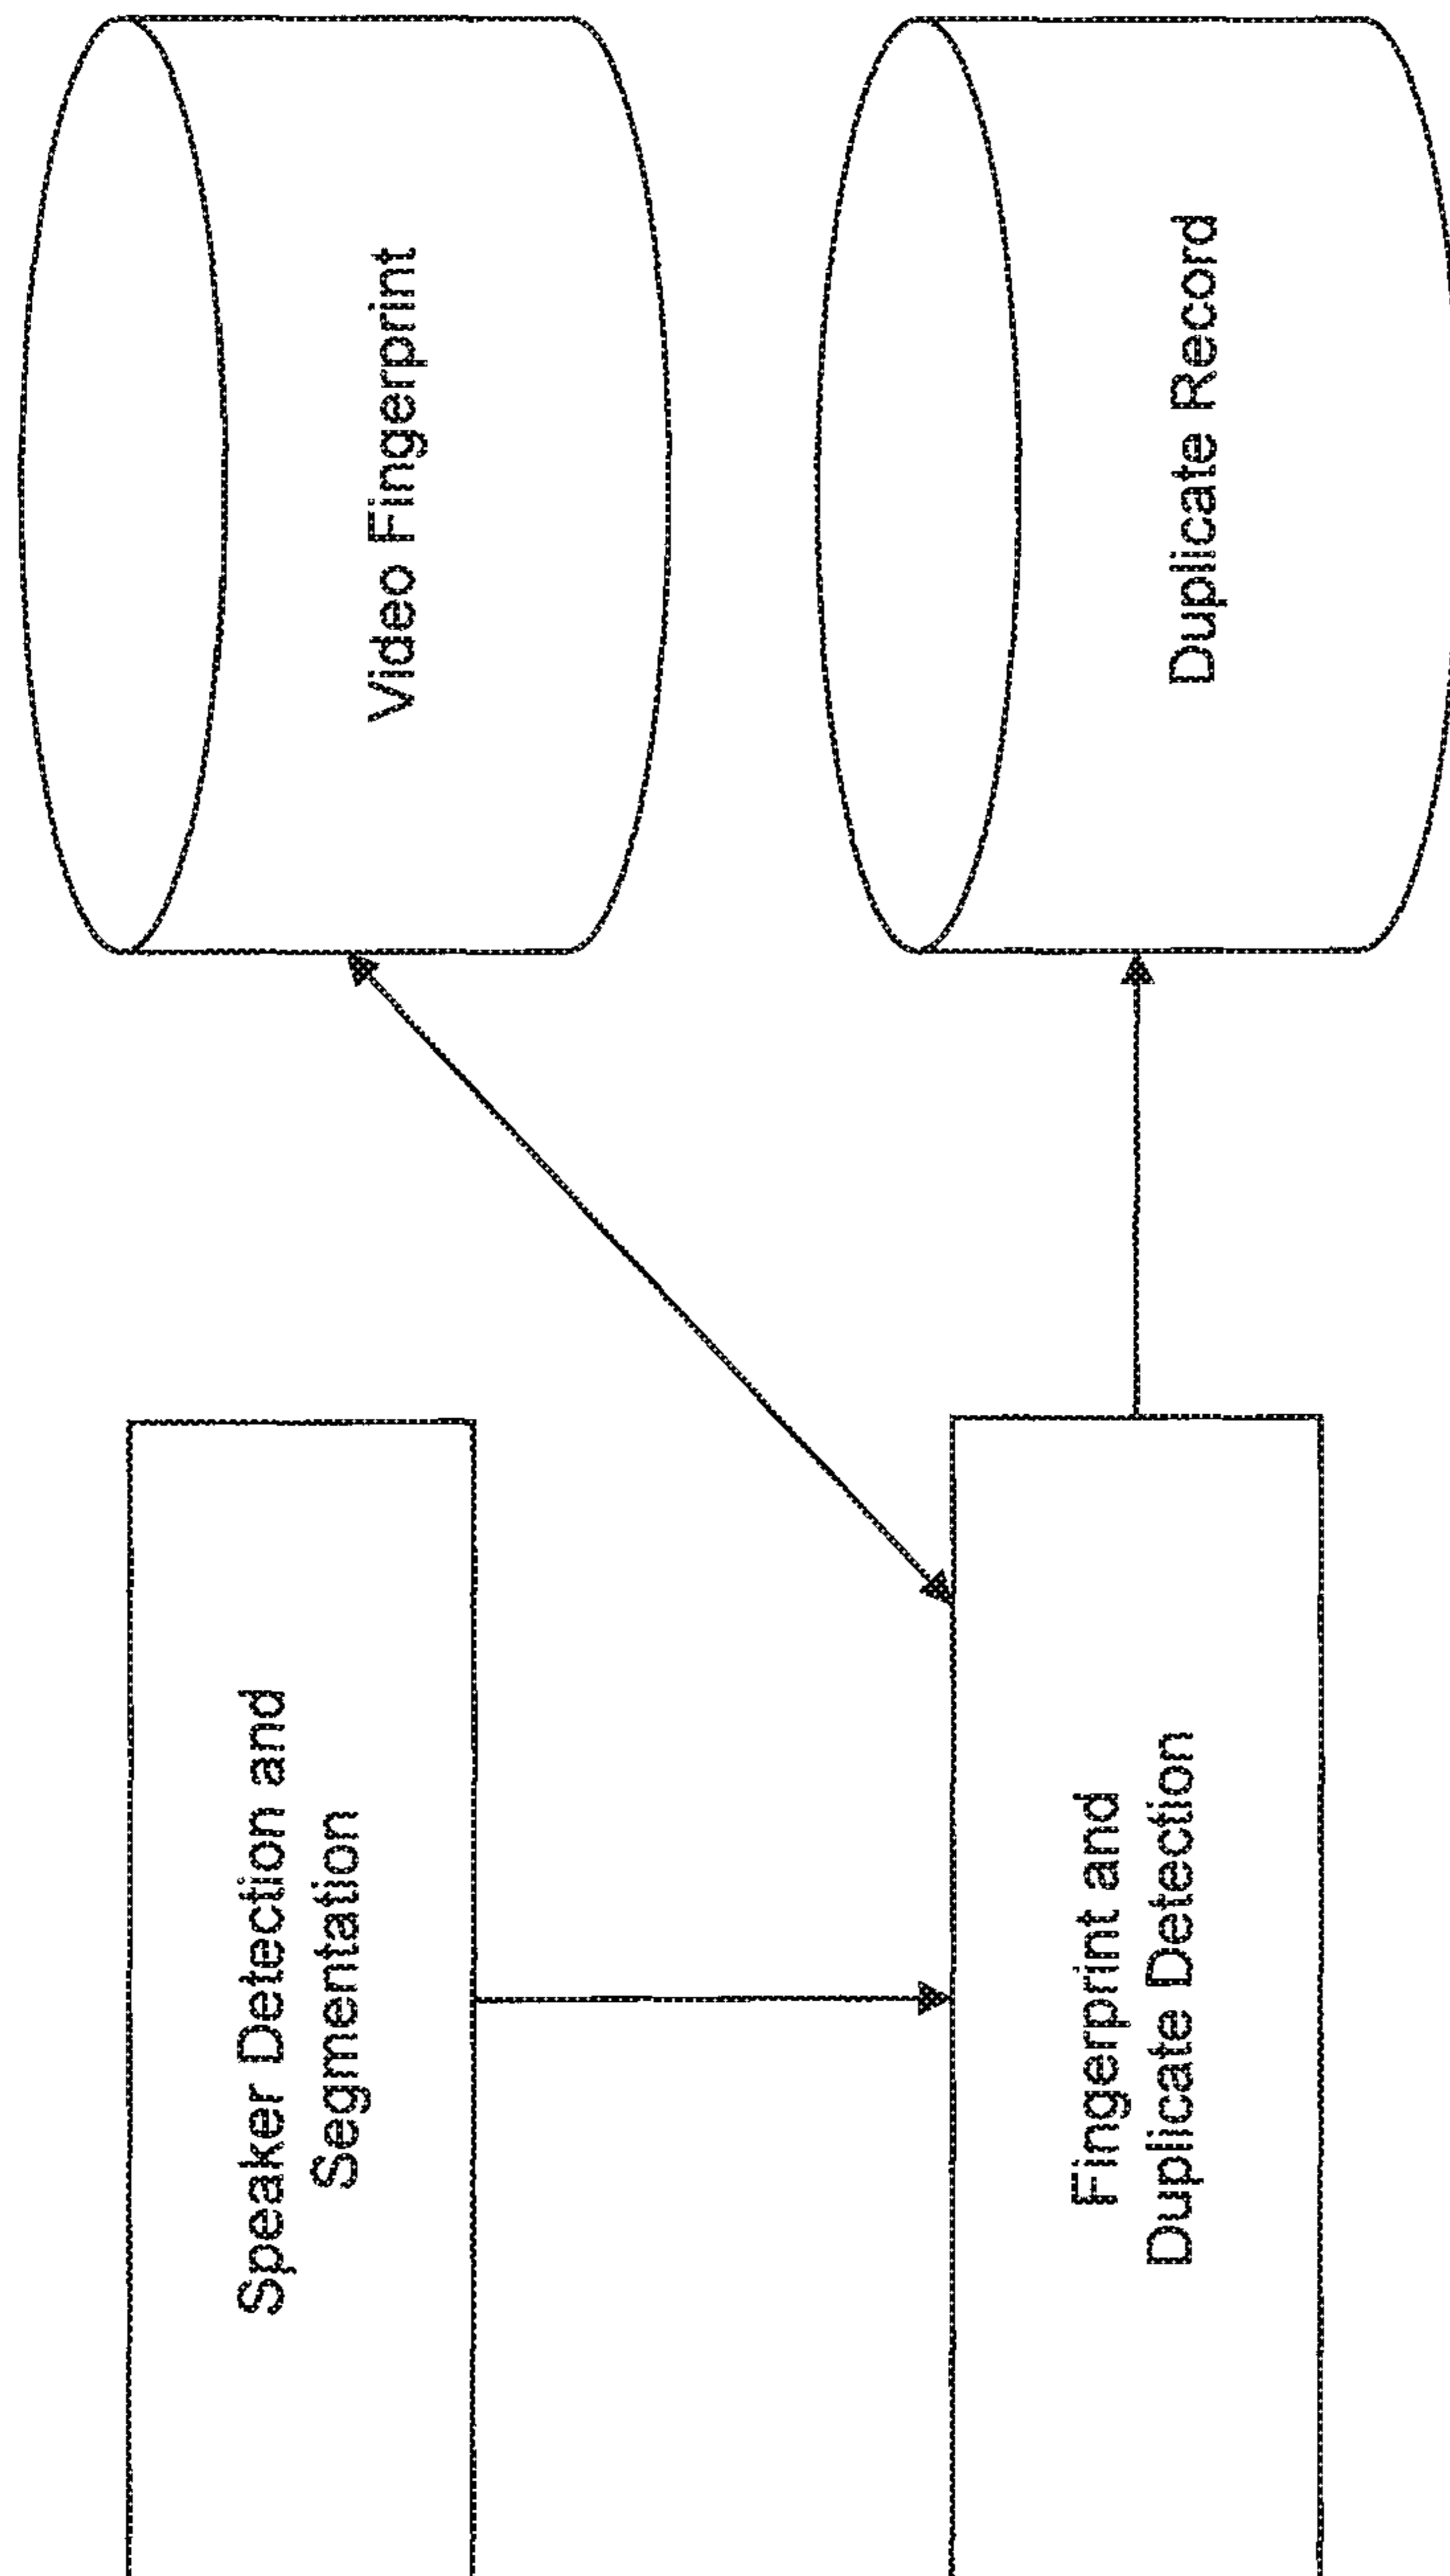 Speaker Detection and
Segmentation
Video Fingerprint
Fingerprint and
Duplicate Detection
Duplicate Record